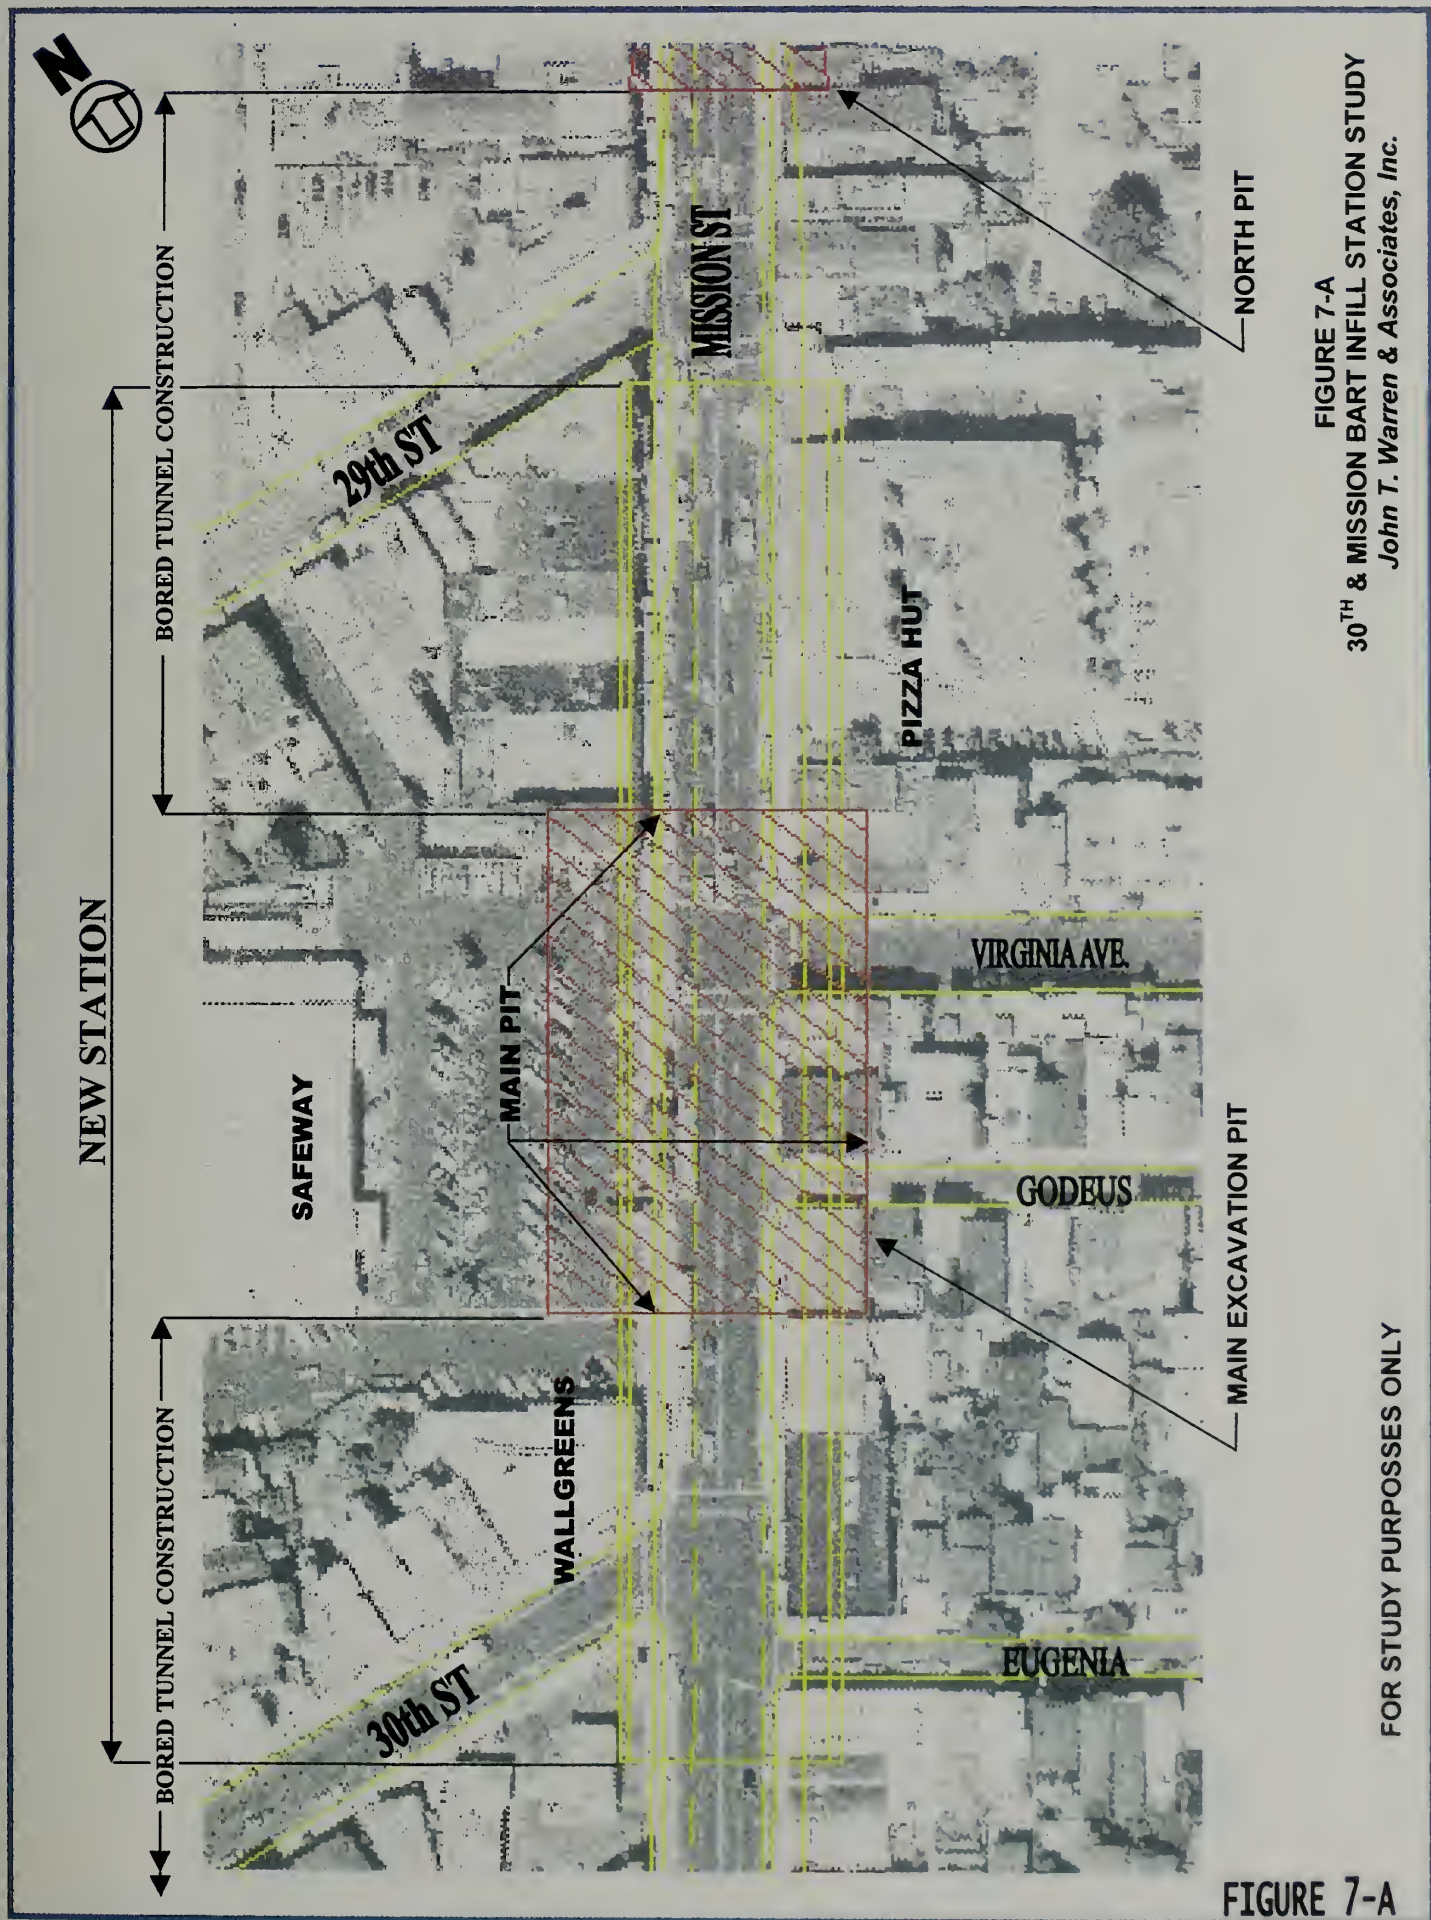 N
NEW STATION
BORED TUNNEL CONSTRUCTION
BORED TUNNEL CONSTRUCTION
30th ST
29th ST
SAFEWAY
WALLGREENS
MAIN PIT
MISSION ST
PIZZA HUT
EUGENIA
GODEUS
VIRGINIA AVE.
MAIN EXCAVATION PIT
NORTH PIT
FOR STUDY PURPOSSES ONLY
FIGURE 7-A
30TH & MISSION BART INFILL STATION STUDY
John T. Warren & Associates, Inc.
FIGURE 7-A